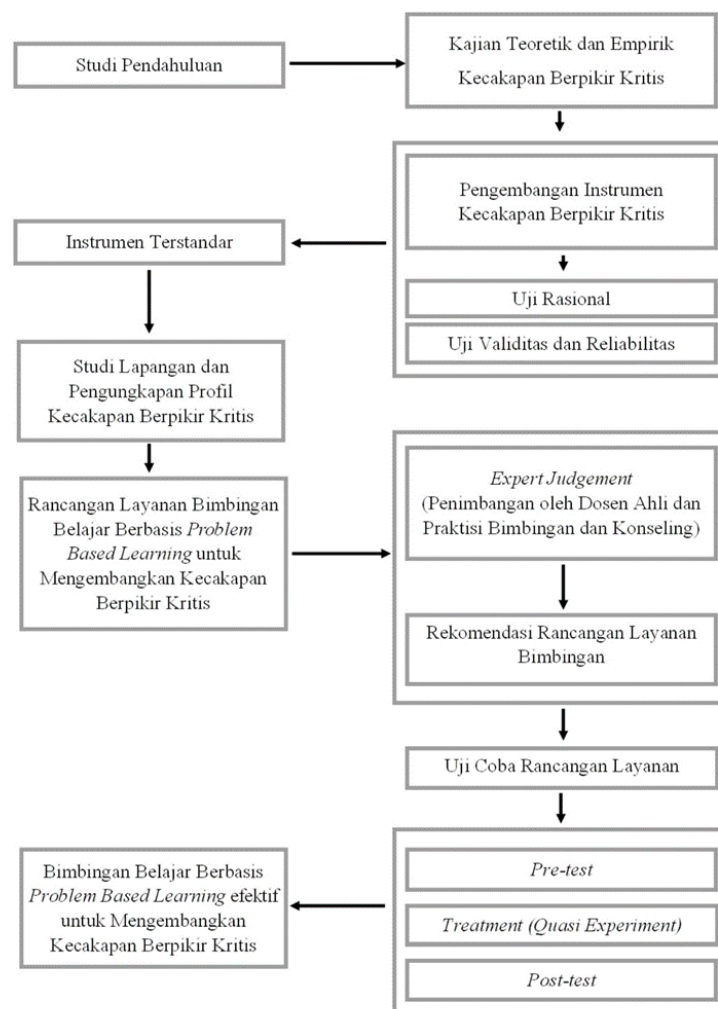 Studi Pendahuluan
Kajian Teoretik dan Empirik
Kecakapan Berpikir Kritis
Pengembangan Instrumen
Kecakapan Berpikir Kritis
Uji Rasional
Uji Validitas dan Reliabilitas
Instrumen Terstandar
Studi Lapangan dan
Pengungkapan Profil
Kecakapan Berpikir Kritis
Rancangan Layanan Bimbingan
Belajar Berbasis Problem
Based Learning untuk
Mengembangkan Kecakapan
Berpikir Kritis
Expert Judgement
(Penimbangan oleh Dosen Ahli dan
Praktisi Bimbingan dan Konseling)
Rekomendasi Rancangan Layanan
Bimbingan
Uji Coba Rancangan Layanan
Pre-test
Treatment (Quasi Experiment)
Post-test
Bimbingan Belajar Berbasis
Problem Based Learning efektif
untuk Mengembangkan
Kecakapan Berpikir Kritis